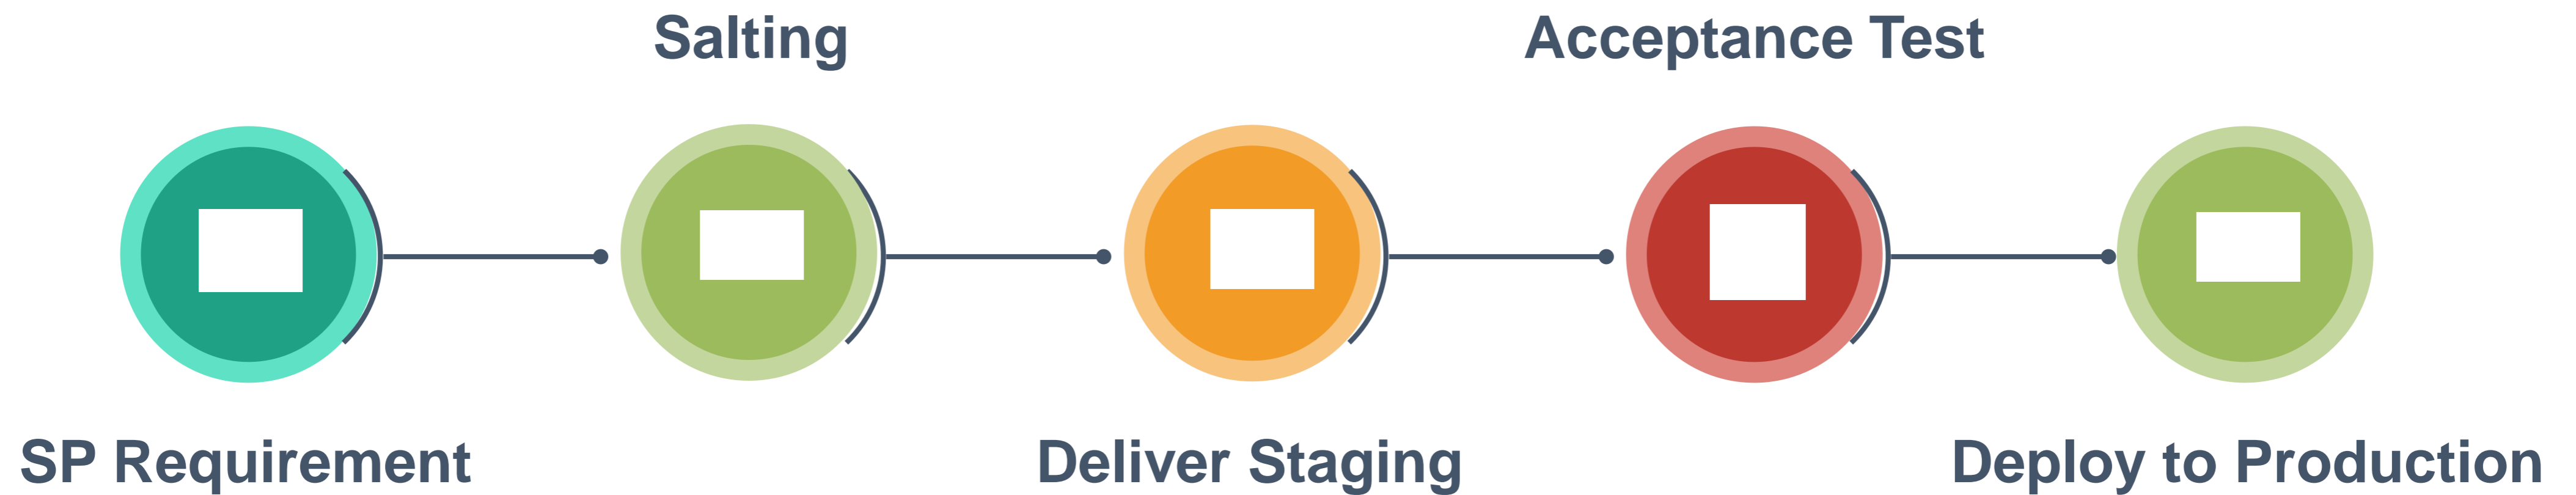 Salting
Acceptance Test
SP Requirement
Deliver Staging
Deploy to Production